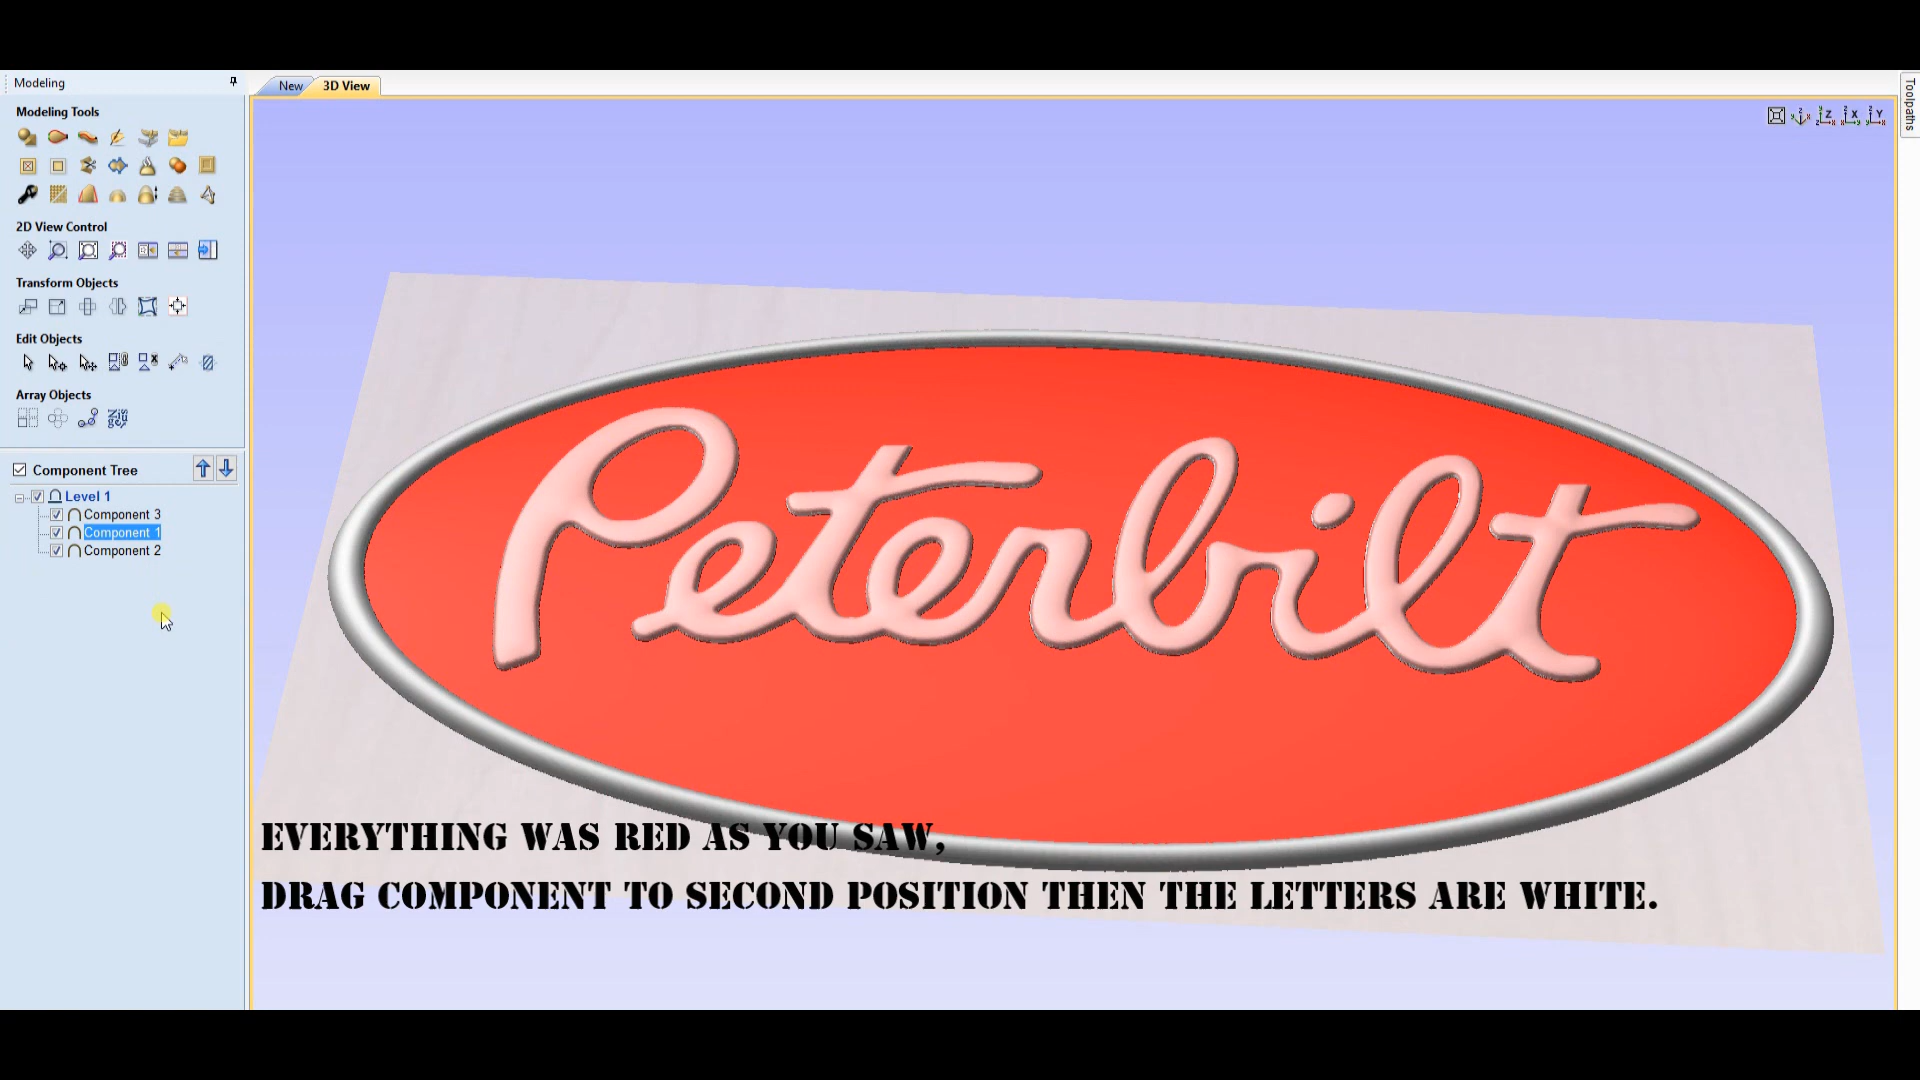 Modeling
Modeling Tools
2D View Control
Transform Objects
Edit Objects
Array Objects
Component Tree
Level 1
Component 3
Component 1
Component 2
New
3D View
Toolpaths
Peterbilt
EVERYTHING WAS RED AS YOU SAW,
DRAG COMPONENT TO SECOND POSITION THEN THE LETTERS ARE WHITE.